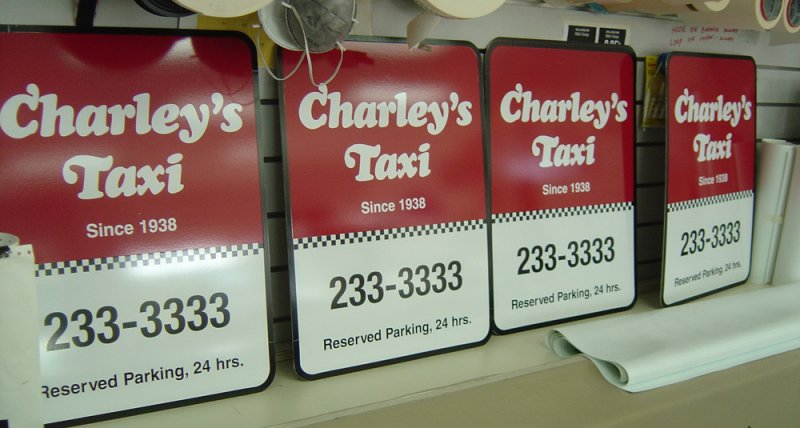 Charley's
Taxi
Since 1938
233-3333
Reserved Parking, 24 hrs.
Charley's
Taxi
Since 1938
233-3333
Reserved Parking, 24 hrs.
Charley's
Taxi
Since 1938
233-3333
Reserved Parking, 24 hrs.
Charley's
Taxi
Since 1938
233-3333
Reserved Parking, 24 hrs.